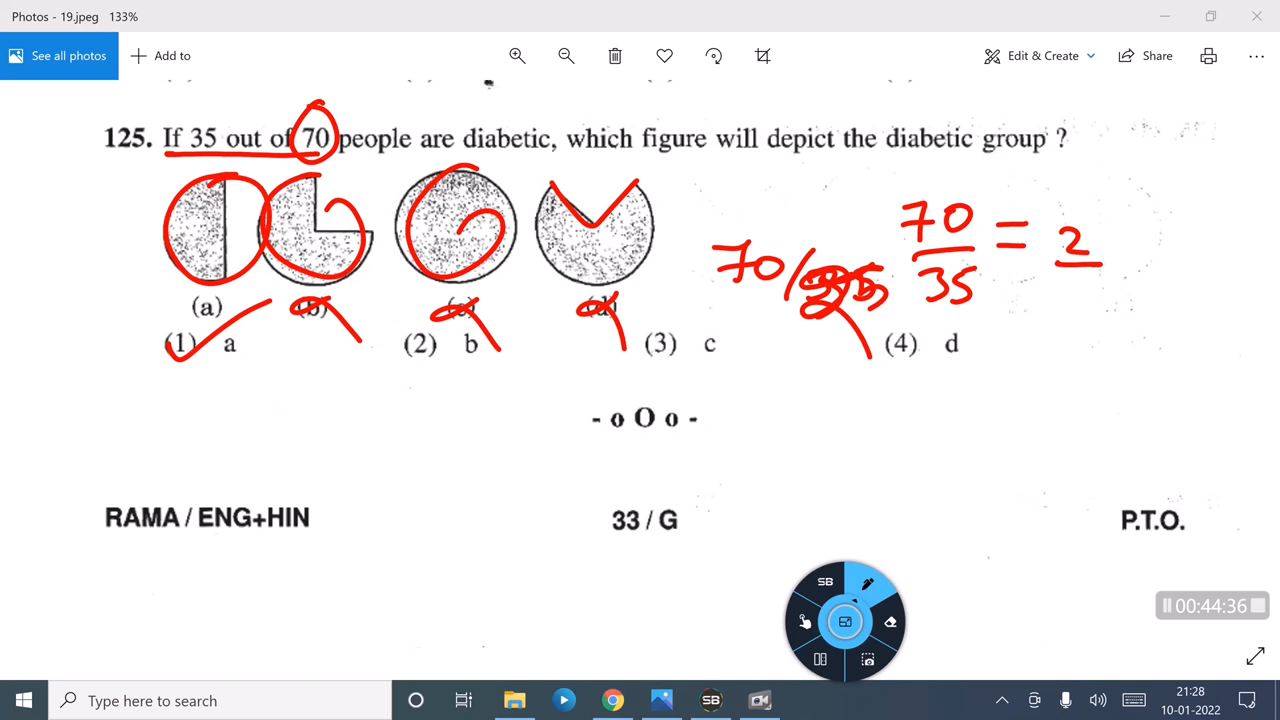 Photos - 19.jpeg 133%
See all photos
Add to
Edit & Create
Share
125. If 35 out of 70 people are diabetic, which figure will depict the diabetic group ?
70/
70
35
= 2
(a) (b) (c) (d)
(1) a (2) b (3) c (4) d
- o O o -
RAMA / ENG+HIN 33 / G P.T.O.
SB
00:44:36
Type here to search
SB
21:28
10-01-2022